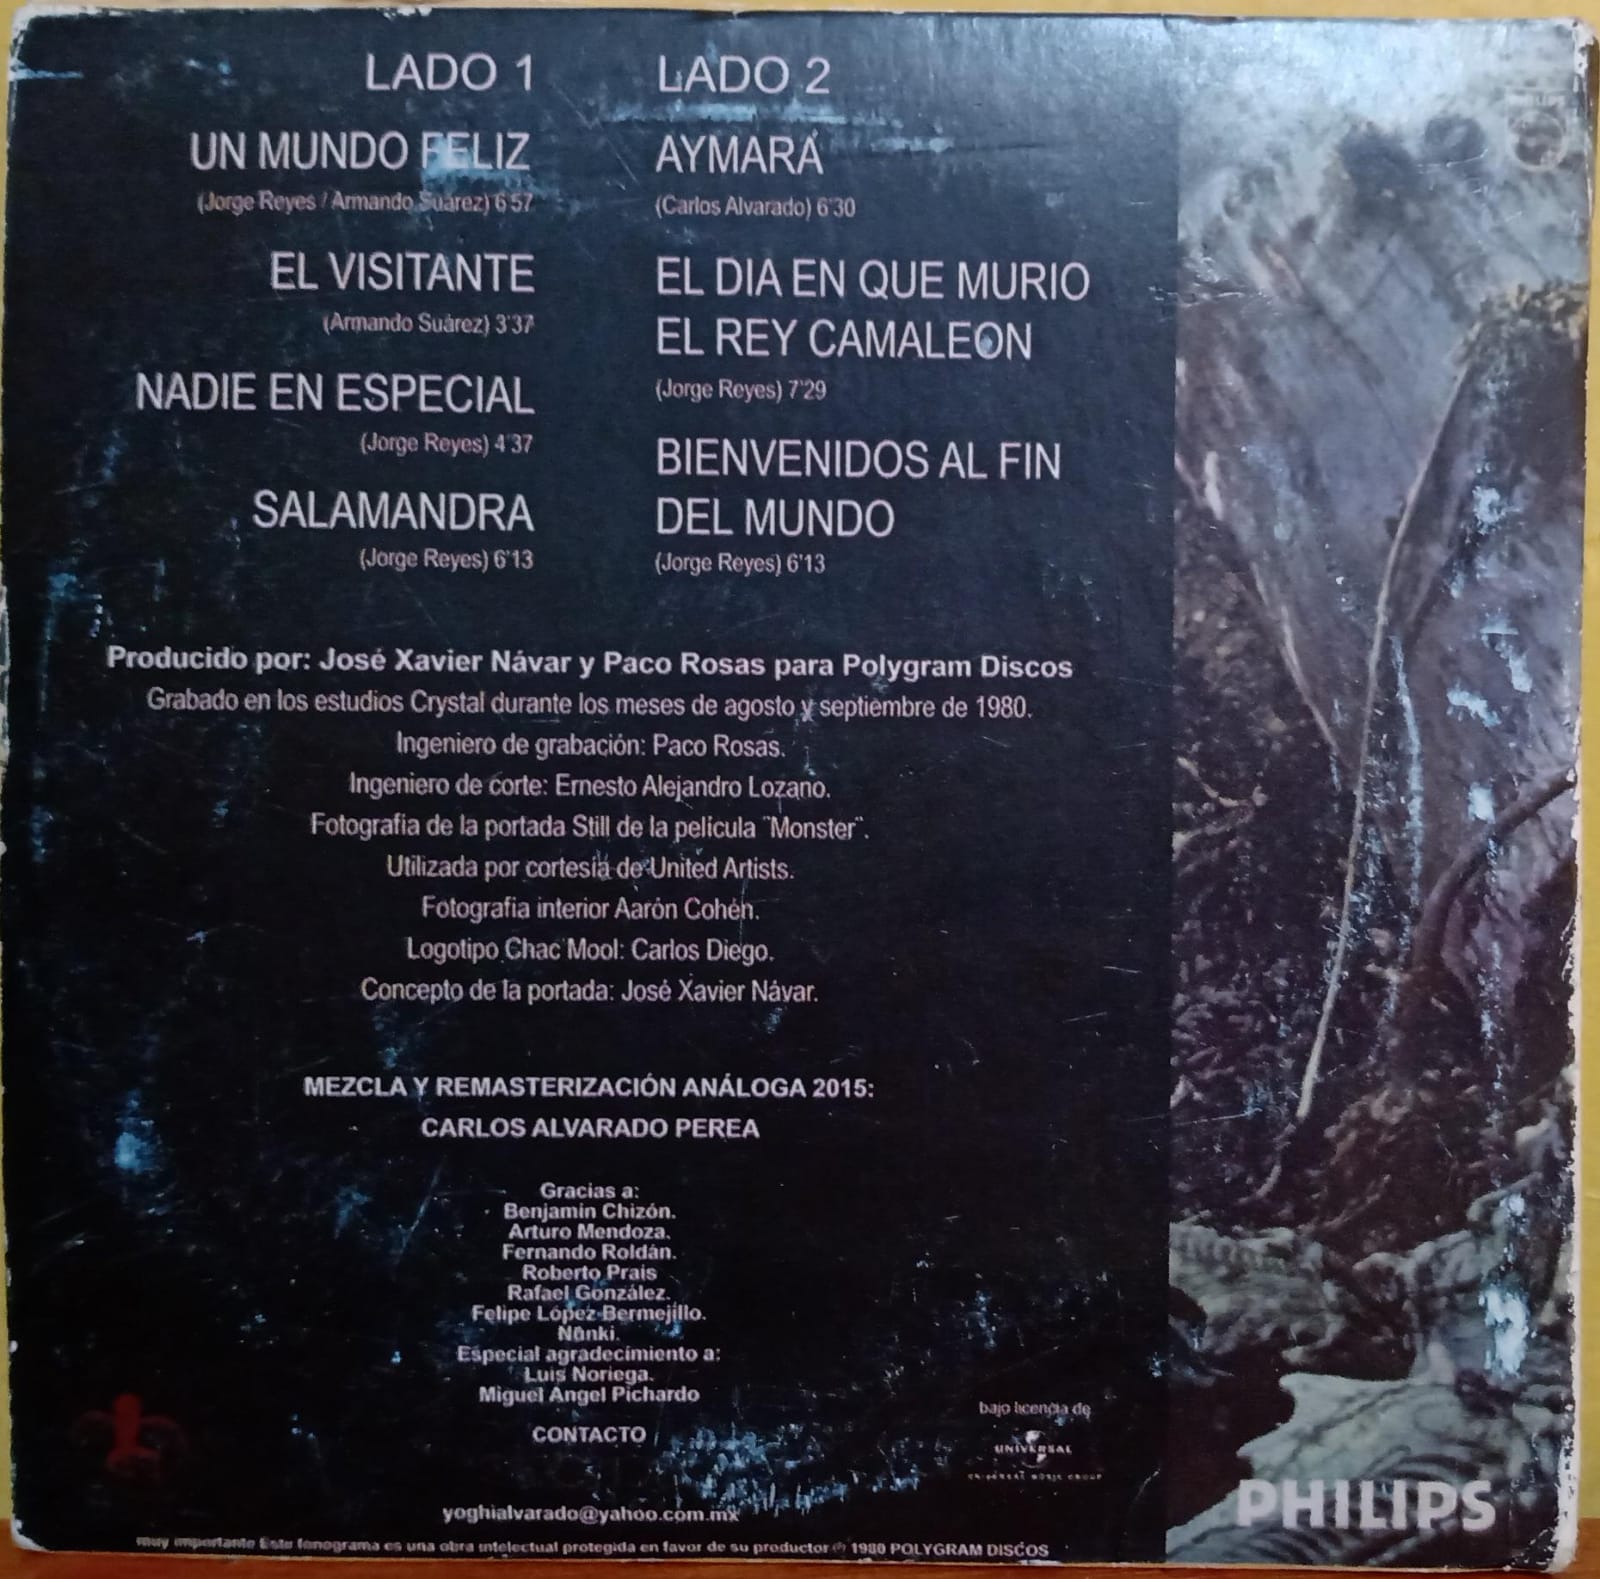 LADO 1
UN MUNDO FELIZ
(Jorge Reyes / Armando Suárez) 6'57
EL VISITANTE
(Armando Suárez) 3'37
NADIE EN ESPECIAL
(Jorge Reyes) 4'37
SALAMANDRA
(Jorge Reyes) 6'13
LADO 2
AYMARÁ
(Carlos Alvarado) 6'30
EL DIA EN QUE MURIO
EL REY CAMALEON
(Jorge Reyes) 7'29
BIENVENIDOS AL FIN
DEL MUNDO
(Jorge Reyes) 6'13
PHILIPS
Producido por: José Xavier Návar y Paco Rosas para Polygram Discos
Grabado en los estudios Crystal durante los meses de agosto y septiembre de 1980.
Ingeniero de grabación: Paco Rosas.
Ingeniero de corte: Ernesto Alejandro Lozano.
Fotografia de la portada Still de la pelicula "Monster".
Utilizada por cortesía de United Artists.
Fotografia interior Aarón Cohén.
Logotipo Chac Mool: Carlos Diego.
Concepto de la portada: José Xavier Návar.
MEZCLA Y REMASTERIZACIÓN ANÁLOGA 2015:
CARLOS ALVARADO PEREA
Gracias a:
Benjamin Chizón.
Arturo Mendoza.
Fernando Roldán.
Roberto Prais
Rafael González.
Felipe López Bermejillo.
Nünki.
Especial agradecimiento a:
Luis Noriega.
Miguel Angel Pichardo
CONTACTO
yoghialvarado@yahoo.com.mx
bajo licencia de
UNIVERSAL
UNIVERSAL MUSIC GROUP
PHILIPS
muy importante Este fonograma es una obra intelectual protegida en favor de su productor ℗ 1980 POLYGRAM DISCOS